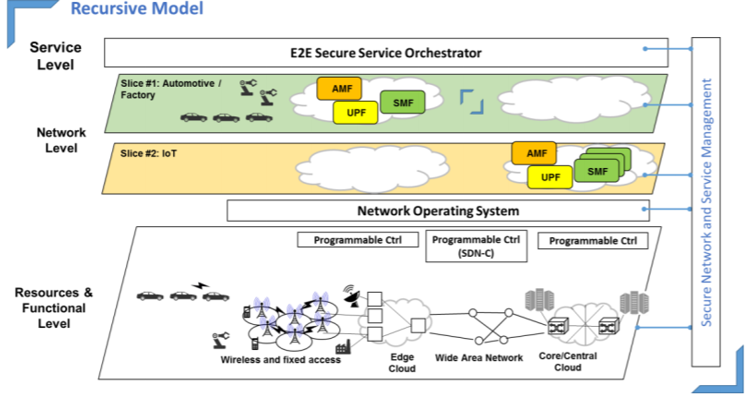 Recursive Model
Service
Level
E2E Secure Service Orchestrator
Slice #1: Automotive /
Factory
AMF
UPF
SMF
Network
Level
Slice #2: IoT
AMF
UPF
SMF
Network Operating System
Programmable Ctrl
Programmable Ctrl
(SDN-C)
Programmable Ctrl
Resources &
Functional
Level
Wireless and fixed access
Edge
Cloud
Wide Area Network
Core/Central
Cloud
Secure Network and Service Management